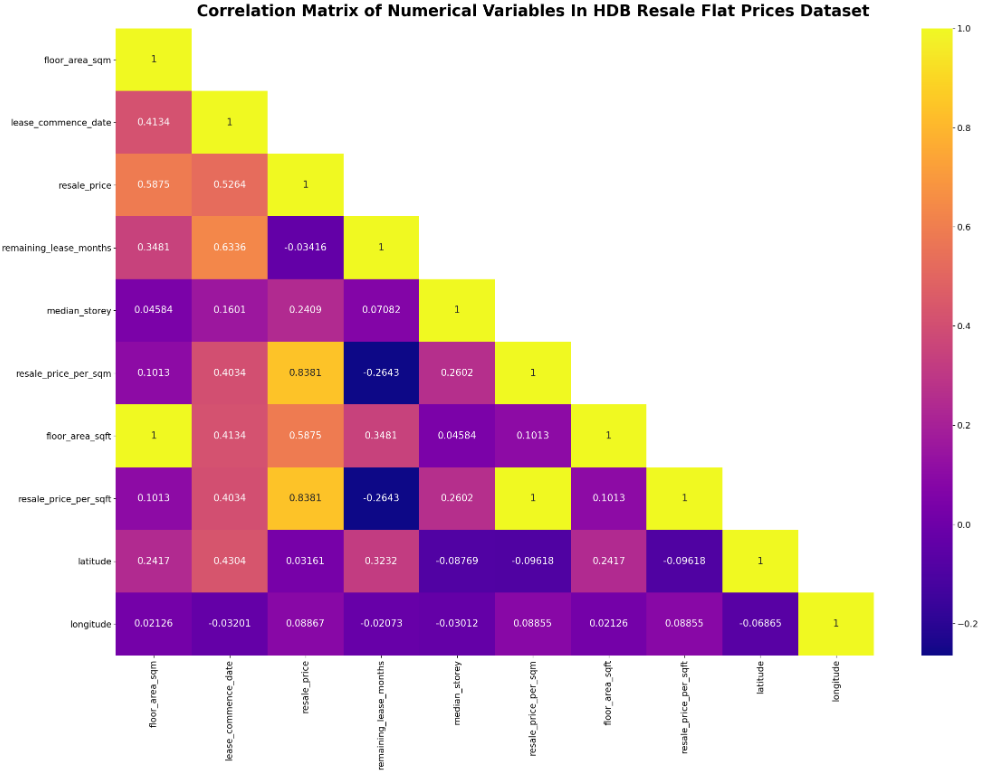 Correlation Matrix of Numerical Variables In HDB Resale Flat Prices Dataset
floor_area_sqm 1
lease_commence_date 0.4134 1
resale_price 0.5875 0.5264 1
remaining_lease_months 0.3481 0.6336 -0.03416 1
median_storey 0.04584 0.1601 0.2409 0.07082 1
resale_price_per_sqm 0.1013 0.4034 0.8381 -0.2643 0.2602 1
floor_area_sqft 1 0.4134 0.5875 0.3481 0.04584 0.1013 1
resale_price_per_sqft 0.1013 0.4034 0.8381 -0.2643 0.2602 1 0.1013 1
latitude 0.2417 0.4304 0.03161 0.3232 -0.08769 -0.09618 0.2417 -0.09618 1
longitude 0.02126 -0.03201 0.08867 -0.02073 -0.03012 0.08855 0.02126 0.08855 -0.06865 1
floor_area_sqm
lease_commence_date
resale_price
remaining_lease_months
median_storey
resale_price_per_sqm
floor_area_sqft
resale_price_per_sqft
latitude
longitude
1.0
0.8
0.6
0.4
0.2
0.0
−0.2